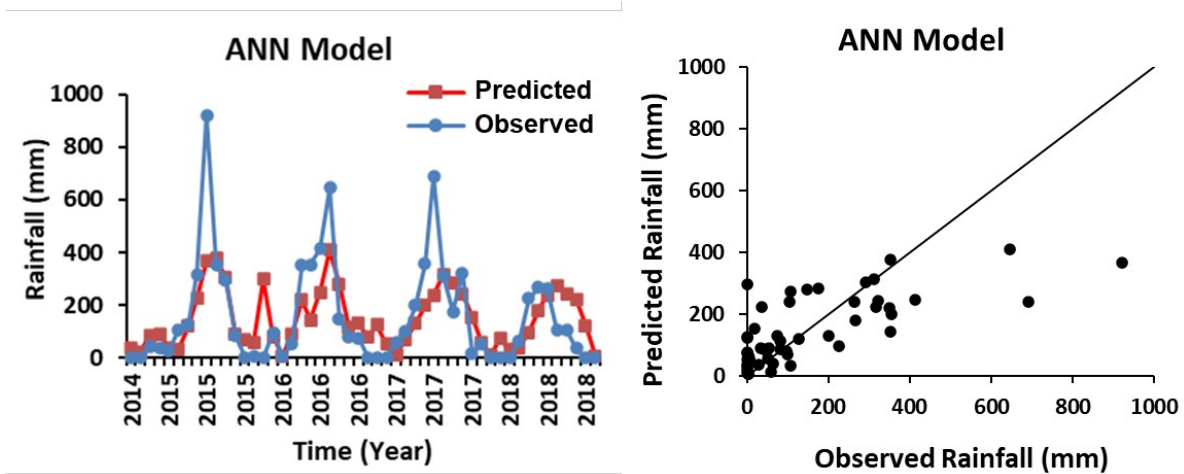 ANN Model
Predicted
Observed
Rainfall (mm)
1000
800
600
400
200
0
2014
2015
2015
2016
2016
2016
2017
2017
2018
2018
2018
Time (Year)
ANN Model
Predicted Rainfall (mm)
1000
800
600
400
200
0
0 200 400 600 800 1000
Observed Rainfall (mm)